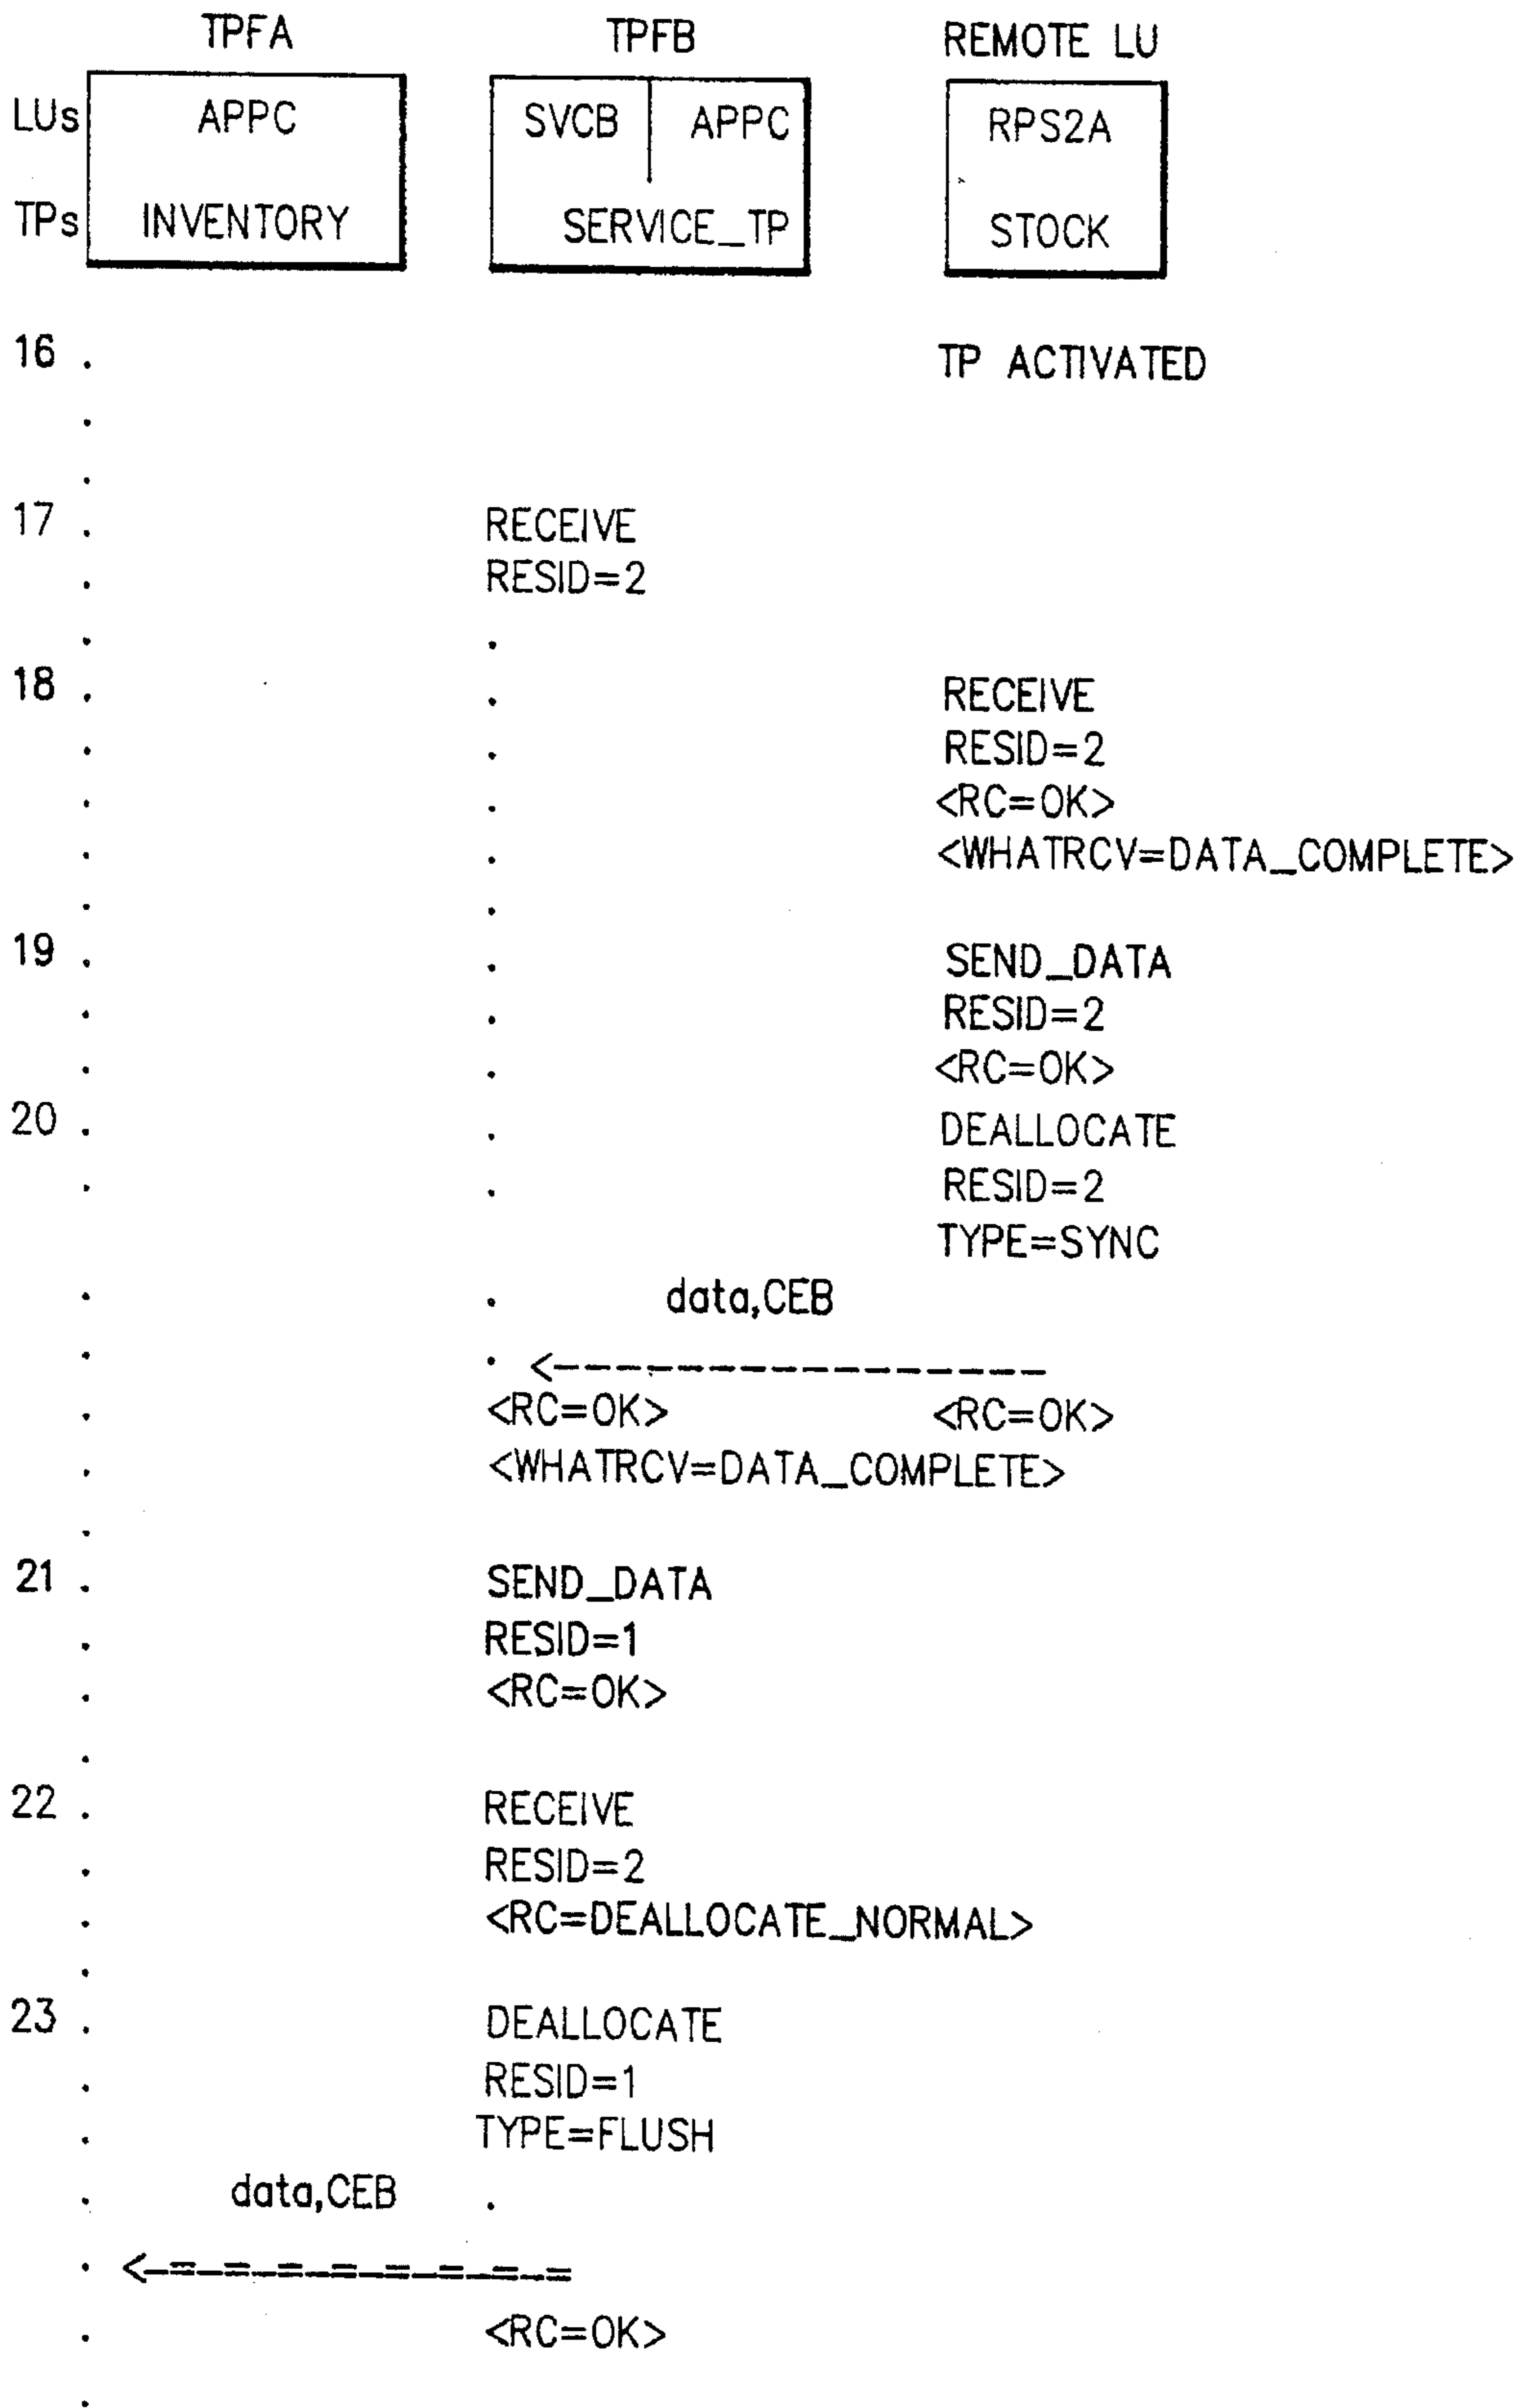 TPFA TPFB REMOTE LU
LUs APPC SVCB APPC RPS2A
TPs INVENTORY SERVICE_TP STOCK
16 . TP ACTIVATED
17 . RECEIVE
RESID=2
18 . RECEIVE
RESID=2
<RC=OK>
<WHATRCV=DATA_COMPLETE>
19 . SEND_DATA
RESID=2
<RC=OK>
20 . DEALLOCATE
RESID=2
TYPE=SYNC
data,CEB
<RC=OK> <RC=OK>
<WHATRCV=DATA_COMPLETE>
21 . SEND_DATA
RESID=1
<RC=OK>
22 . RECEIVE
RESID=2
<RC=DEALLOCATE_NORMAL>
23 . DEALLOCATE
RESID=1
TYPE=FLUSH
data,CEB
<RC=OK>